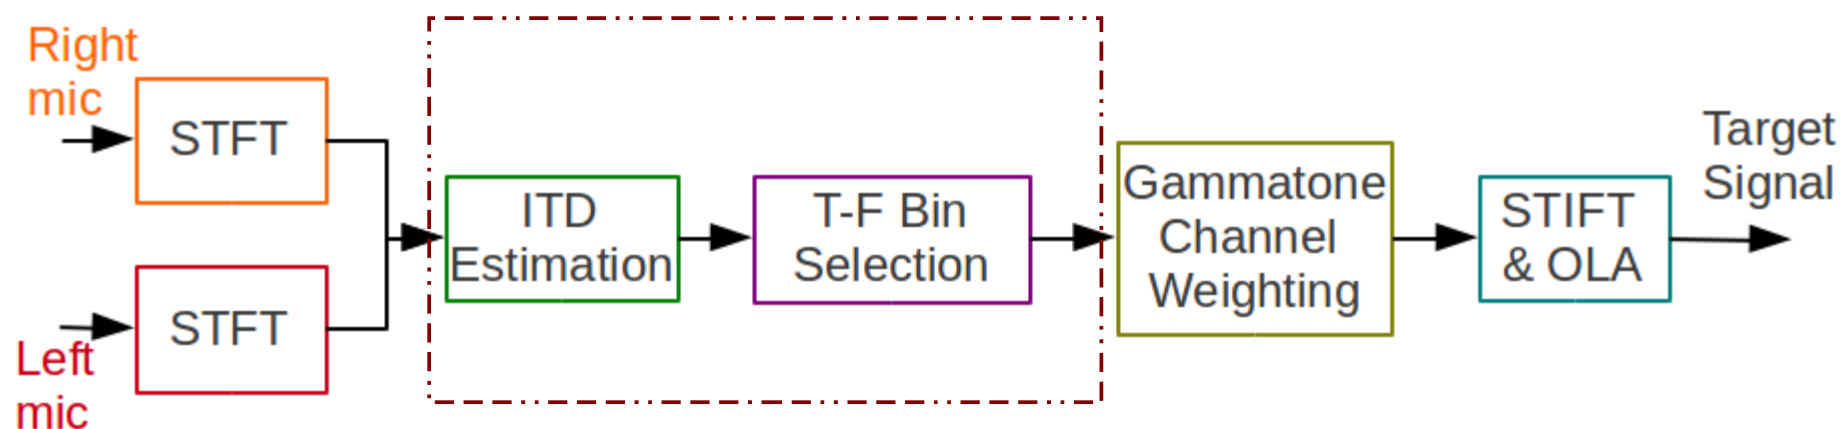 Right
mic
STFT
Left
mic
STFT
ITD
Estimation
T-F Bin
Selection
Gammatone
Channel
Weighting
STIFT
& OLA
Target
Signal